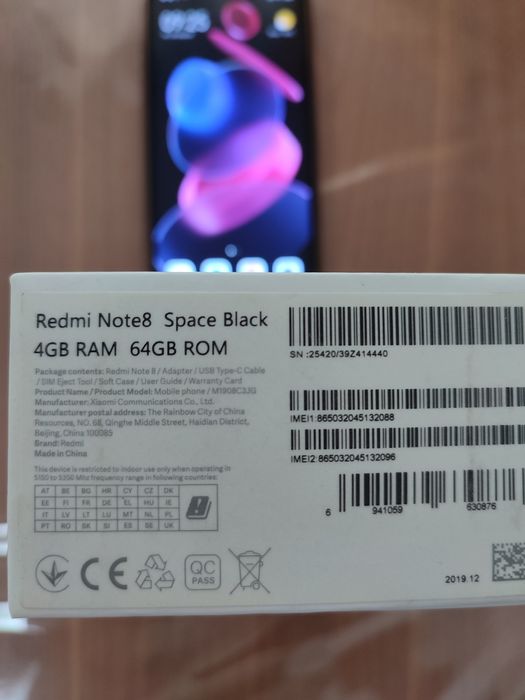 09:25
Redmi Note8 Space Black
4GB RAM 64GB ROM
Package contents: Redmi Note 8 / Adapter / USB Type-C Cable
/ SIM Eject Tool / Soft Case / User Guide / Warranty Card
Product Name / Product Model: Mobile phone / M1908C3JG
Manufacturer: Xiaomi Communications Co., Ltd.
Manufacturer postal address: The Rainbow City of China
Resources, NO. 68, Qinghe Middle Street, Haidian District,
Beijing, China 100085
Brand: Redmi
Made in China
This device is restricted to indoor use only when operating in
5150 to 5350 Mhz frequency range in following countries:
AT BE BG HR CY CZ DK
EE FI FR DE EL HU IE
IT LV LT LU MT NL PL
PT RO SK SI ES SE UK
CE
QC
PASS
SN :25420/39Z414440
IMEI1:865032045132088
IMEI2:865032045132096
6 941059 630876
2019.12